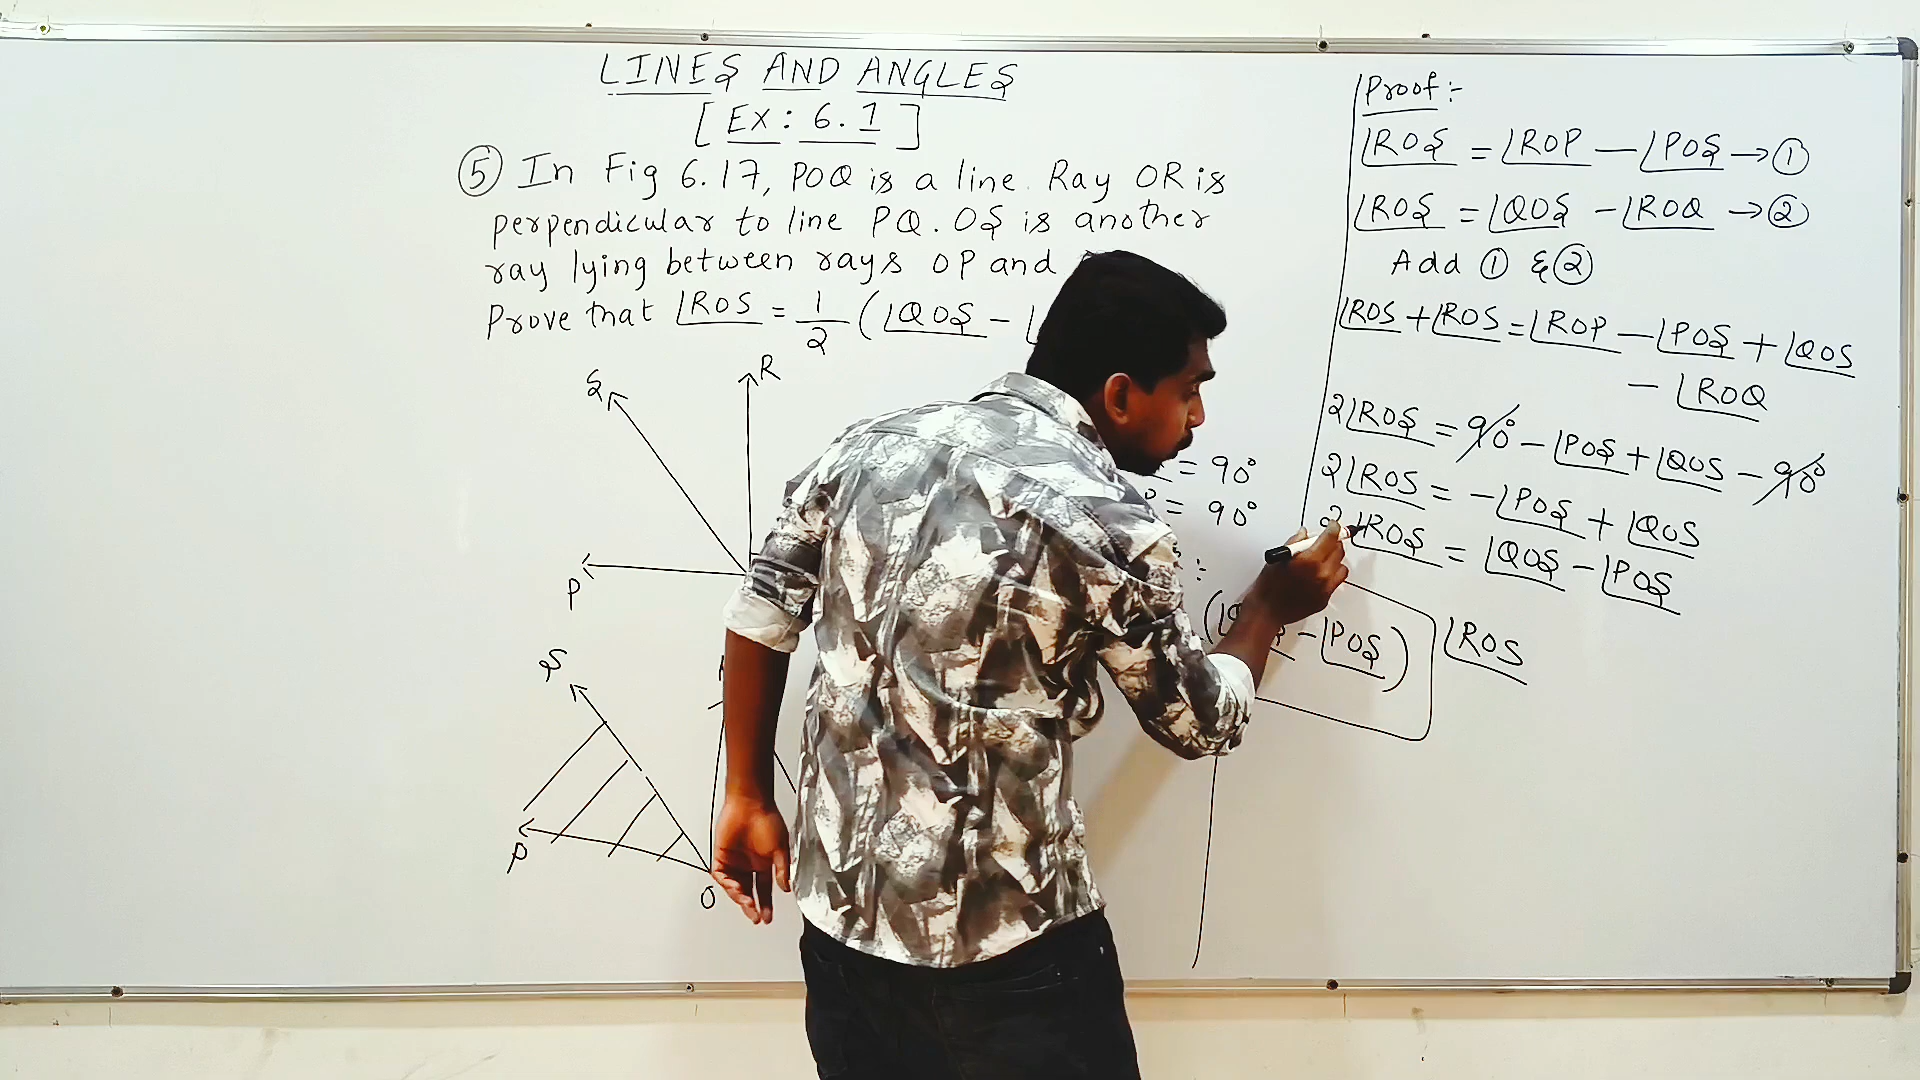 LINES AND ANGLES
[EX: 6.1]
⑤ In Fig 6.17, POQ is a line. Ray OR is
perpendicular to line PQ. OS is another
ray lying between rays OP and
Prove that ∠ROS = 1/2 (∠QOS -
S
R
P
= 90°
= 90°
S
P
O
- ∠POS)
Proof :-
∠ROS = ∠ROP - ∠POS → ①
∠ROS = ∠QOS - ∠ROQ → ②
Add ① & ②
∠ROS + ∠ROS = ∠ROP - ∠POS + ∠QOS
- ∠ROQ
2∠ROS = 90° - ∠POS + ∠QOS - 90°
2∠ROS = -∠POS + ∠QOS
2∠ROS = ∠QOS - ∠POS
∠ROS